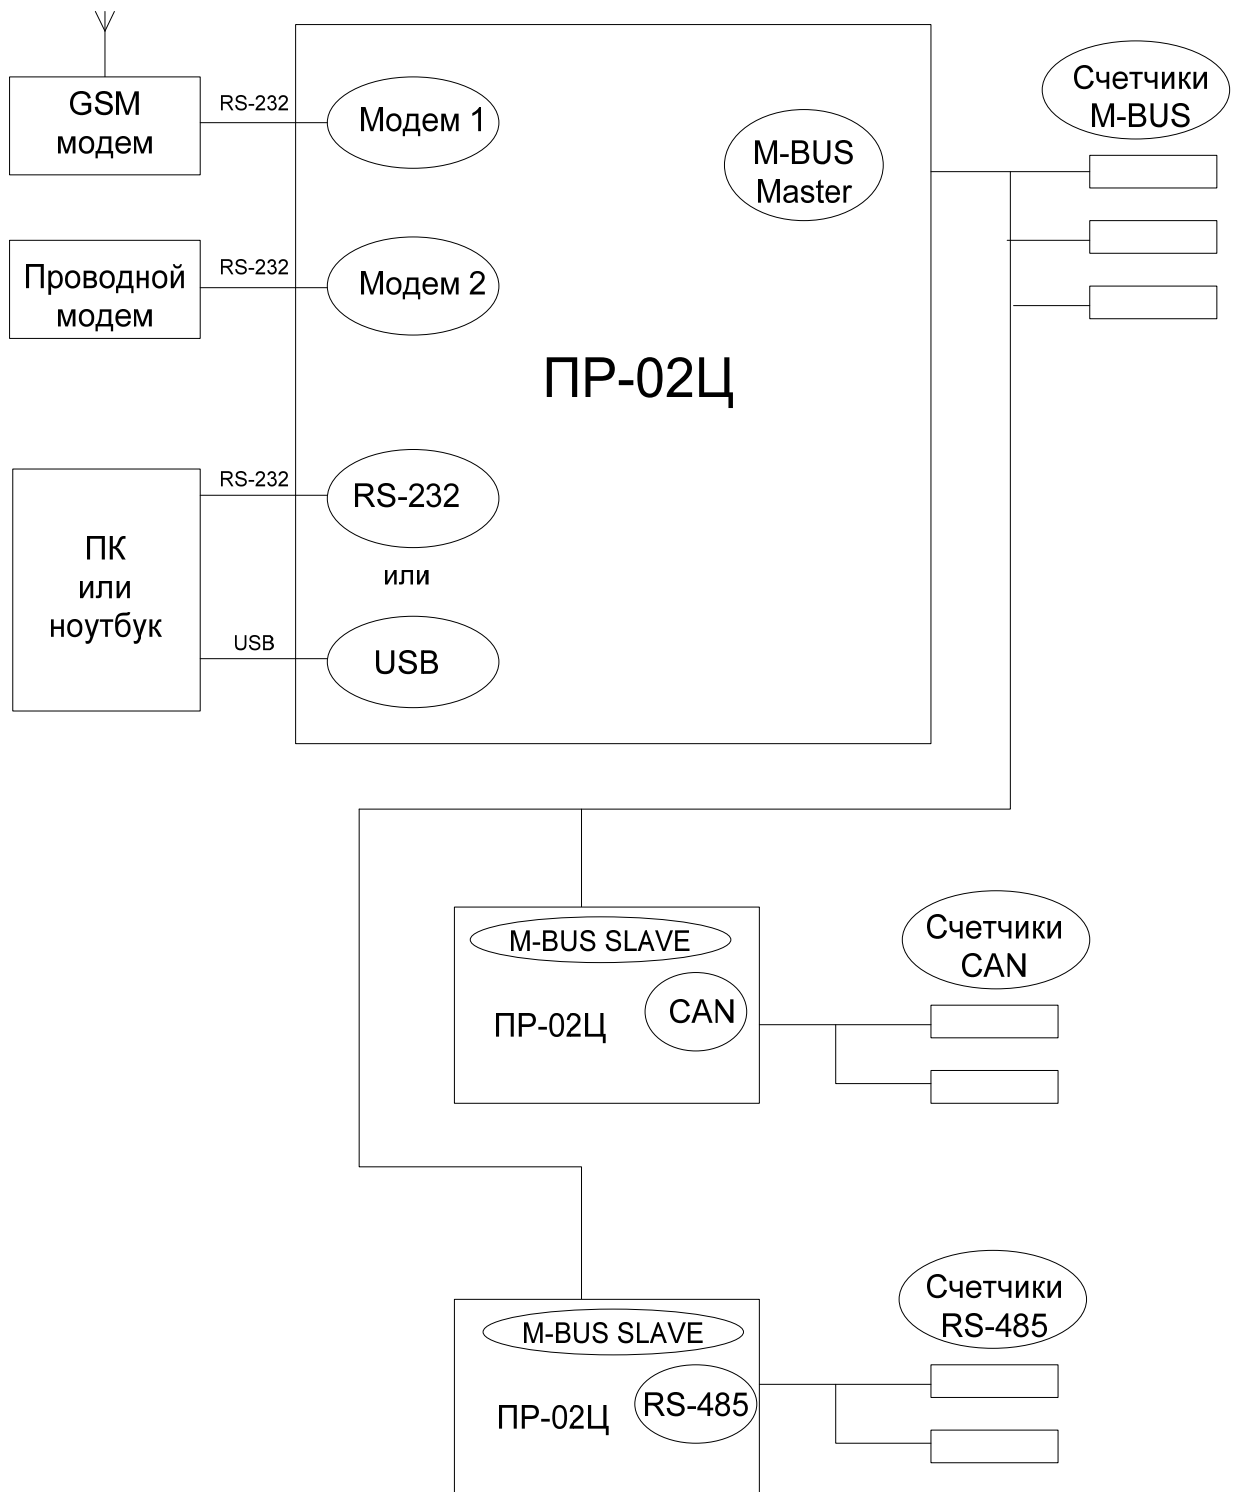 GSM
модем
RS-232
Модем 1
M-BUS
Master
Счетчики
M-BUS
Проводной
модем
RS-232
Модем 2
ПР-02Ц
ПК
или
ноутбук
RS-232
RS-232
или
USB
USB
M-BUS SLAVE
CAN
ПР-02Ц
Счетчики
CAN
M-BUS SLAVE
RS-485
ПР-02Ц
Счетчики
RS-485